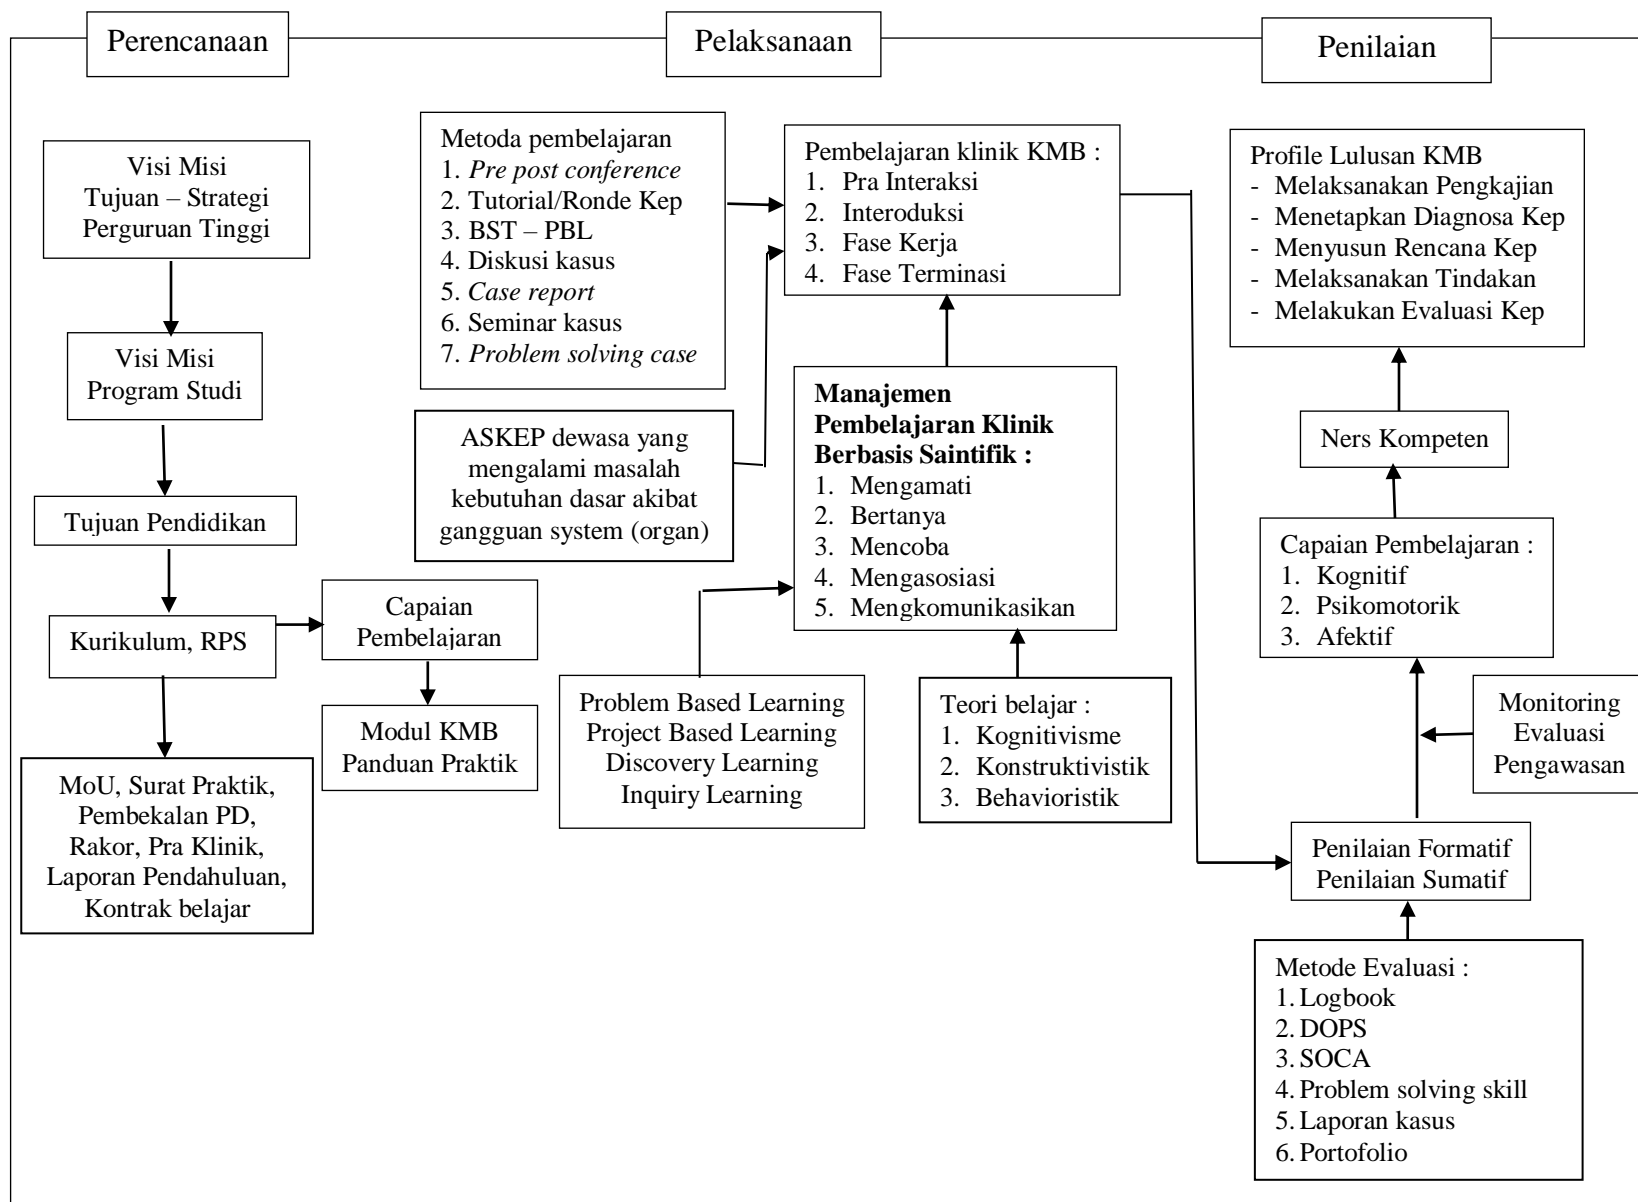 Perencanaan
Pelaksanaan
Penilaian
Visi Misi
Tujuan – Strategi
Perguruan Tinggi
Visi Misi
Program Studi
Tujuan Pendidikan
Kurikulum, RPS
Capaian
Pembelajaran
Modul KMB
Panduan Praktik
MoU, Surat Praktik,
Pembekalan PD,
Rakor, Pra Klinik,
Laporan Pendahuluan,
Kontrak belajar
Metoda pembelajaran
1. Pre post conference
2. Tutorial/Ronde Kep
3. BST – PBL
4. Diskusi kasus
5. Case report
6. Seminar kasus
7. Problem solving case
ASKEP dewasa yang
mengalami masalah
kebutuhan dasar akibat
gangguan system (organ)
Pembelajaran klinik KMB :
1. Pra Interaksi
2. Interoduksi
3. Fase Kerja
4. Fase Terminasi
Manajemen
Pembelajaran Klinik
Berbasis Saintifik :
1. Mengamati
2. Bertanya
3. Mencoba
4. Mengasosiasi
5. Mengkomunikasikan
Problem Based Learning
Project Based Learning
Discovery Learning
Inquiry Learning
Teori belajar :
1. Kognitivisme
2. Konstruktivistik
3. Behavioristik
Profile Lulusan KMB
- Melaksanakan Pengkajian
- Menetapkan Diagnosa Kep
- Menyusun Rencana Kep
- Melaksanakan Tindakan
- Melakukan Evaluasi Kep
Ners Kompeten
Capaian Pembelajaran :
1. Kognitif
2. Psikomotorik
3. Afektif
Monitoring
Evaluasi
Pengawasan
Penilaian Formatif
Penilaian Sumatif
Metode Evaluasi :
1. Logbook
2. DOPS
3. SOCA
4. Problem solving skill
5. Laporan kasus
6. Portofolio